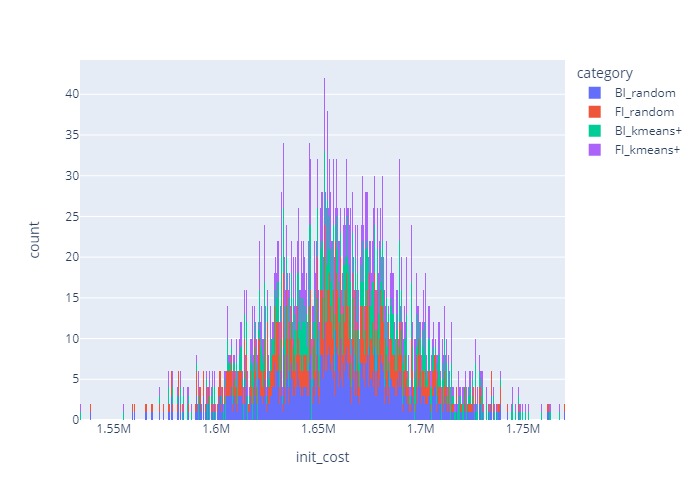 category
BI_random
FI_random
BI_kmeans+
FI_kmeans+
count
40
35
30
25
20
15
10
5
0
1.55M
1.6M
1.65M
1.7M
1.75M
init_cost